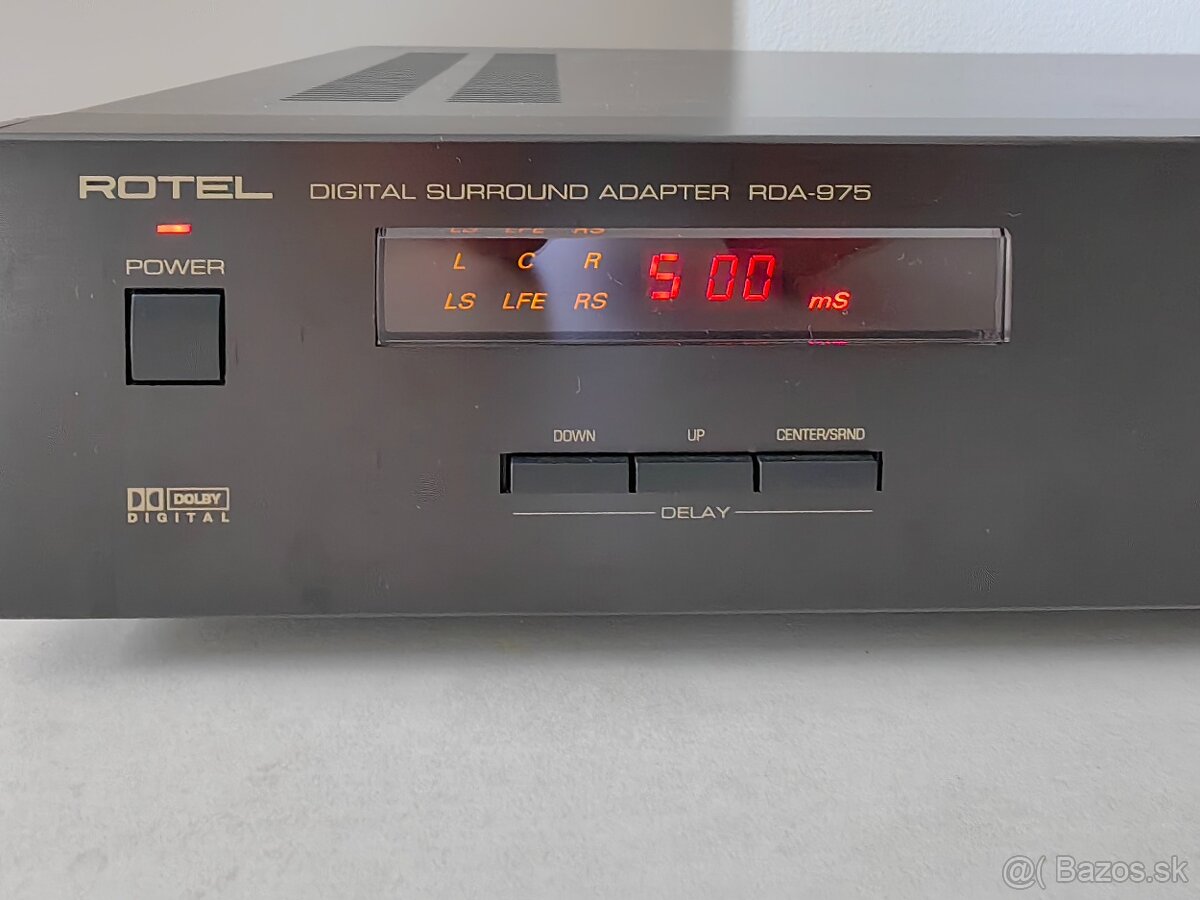 ROTEL DIGITAL SURROUND ADAPTER RDA-975
POWER
L C R
LS LFE RS
S 00 mS
DOWN UP CENTER/SRND
DELAY
DOLBY
DIGITAL
@( Bazos.sk